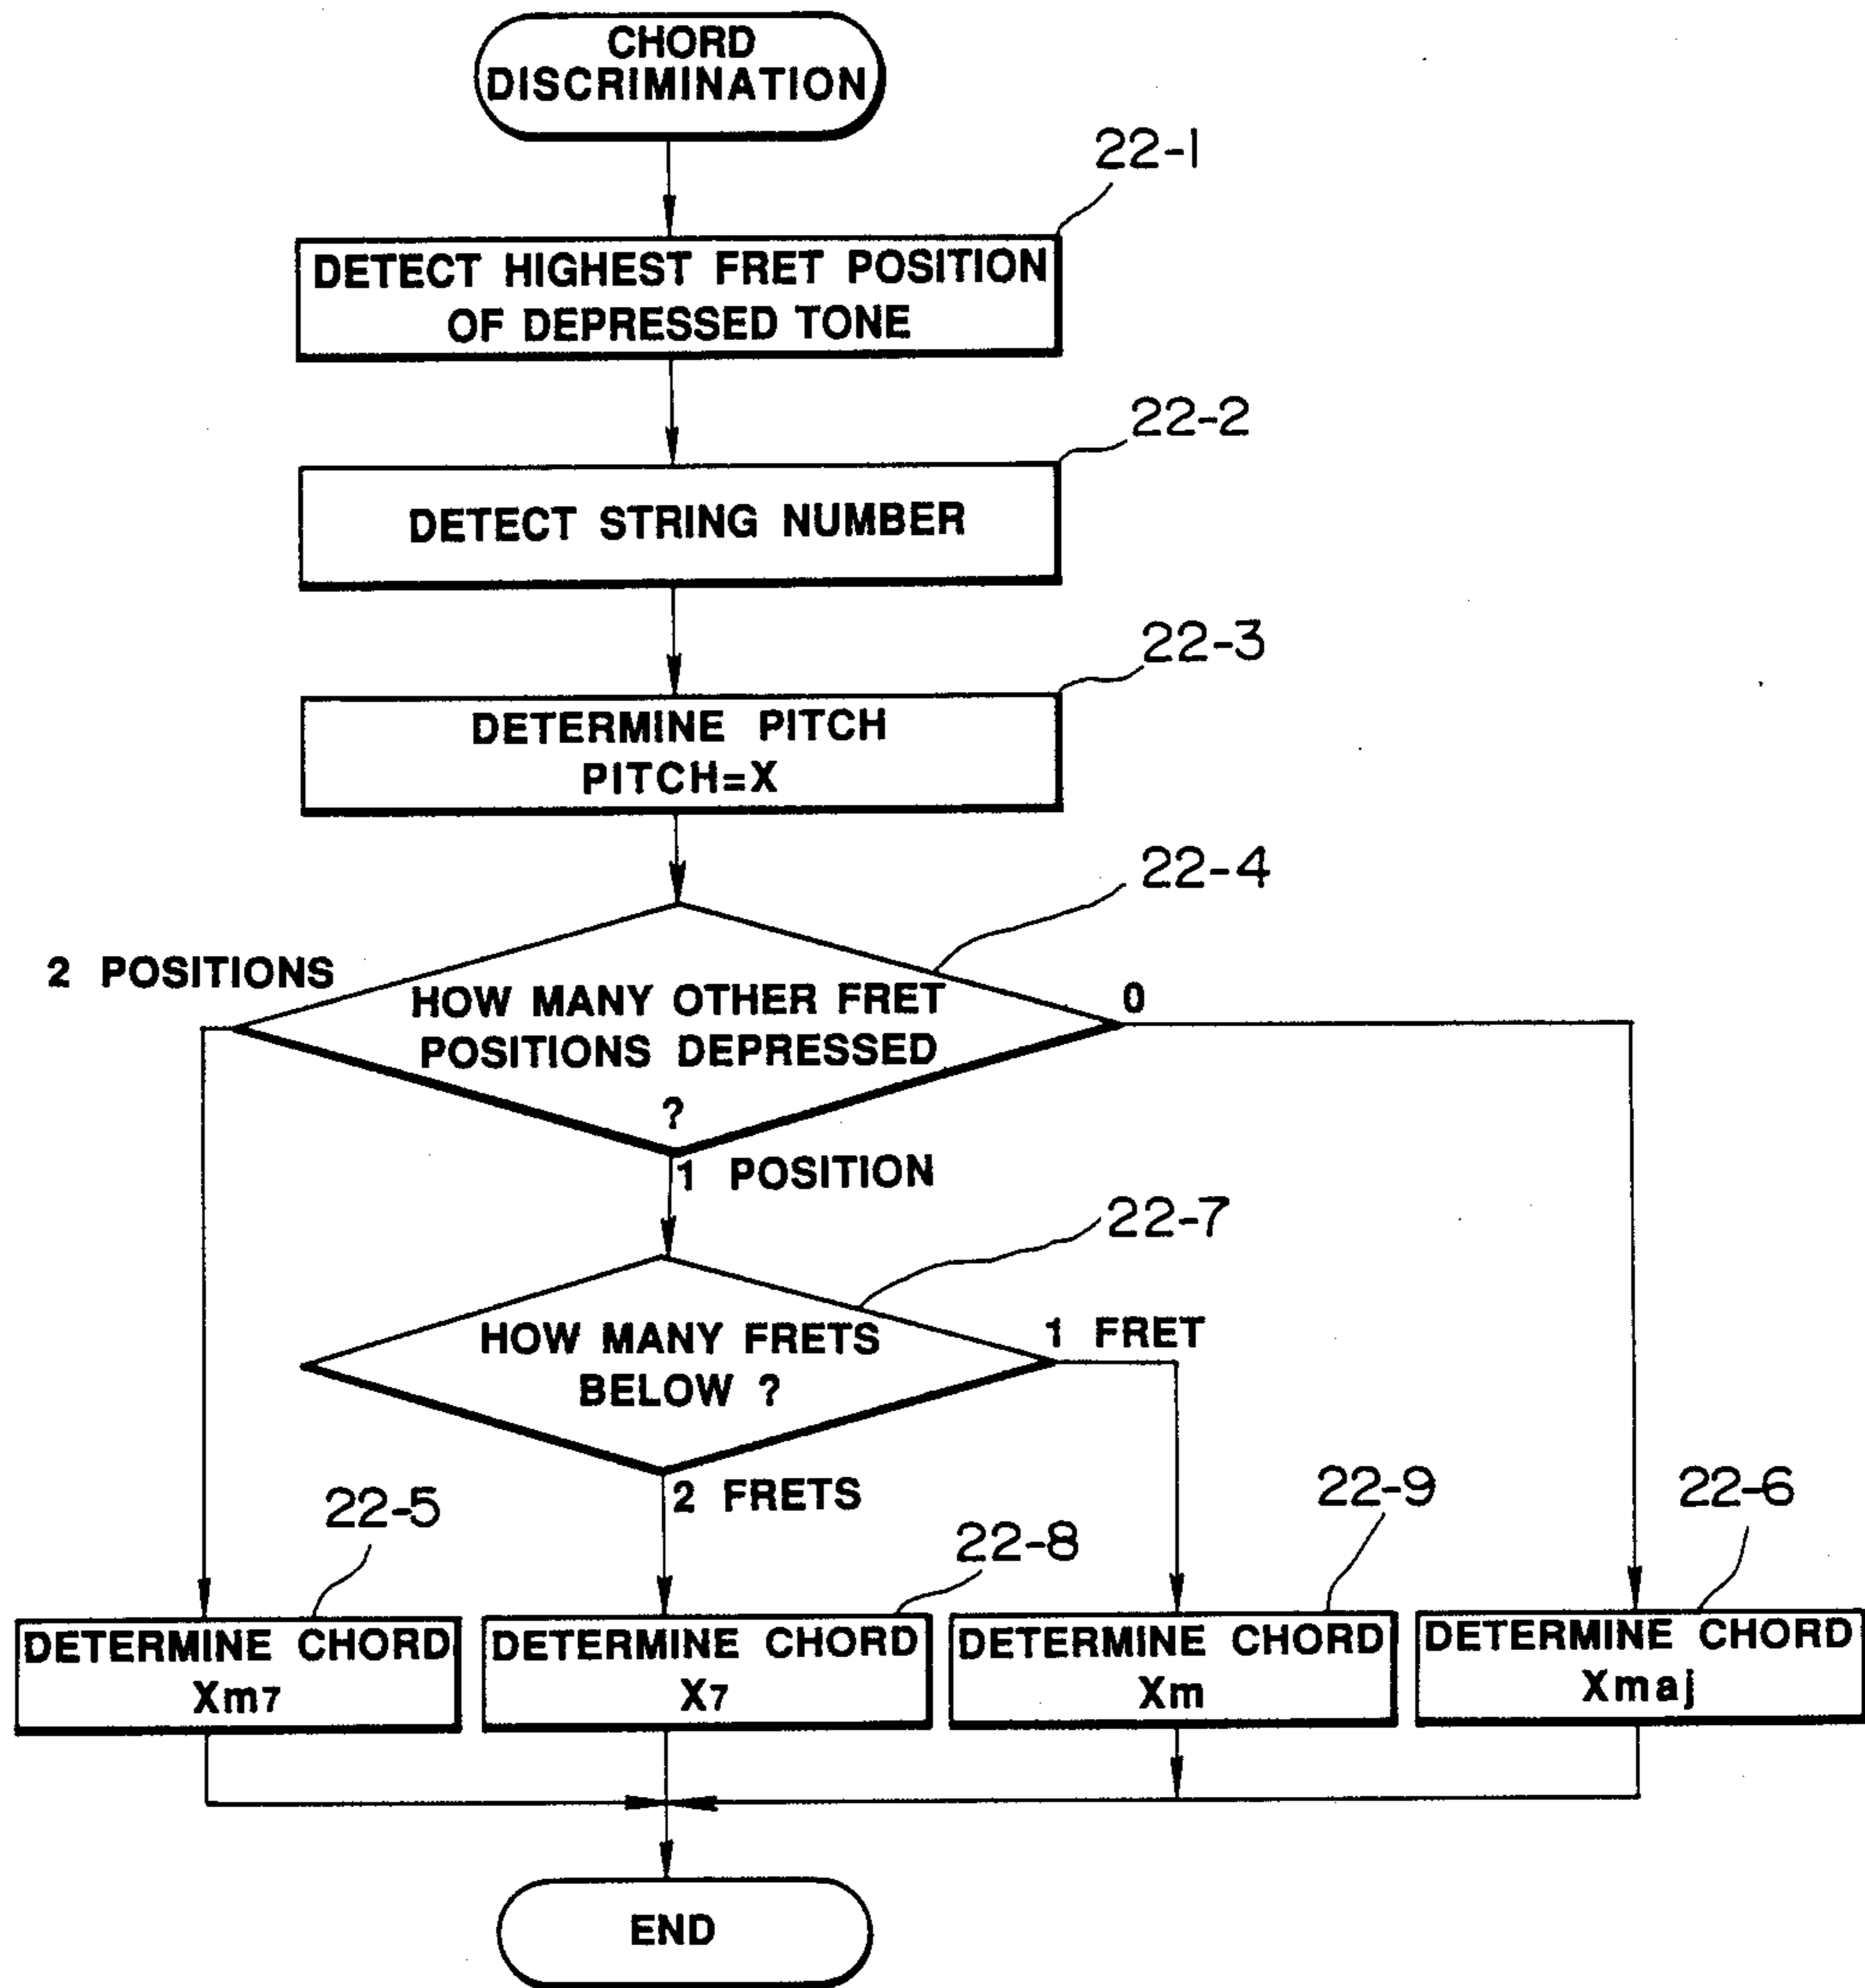 CHORD
DISCRIMINATION
22-1
DETECT HIGHEST FRET POSITION
OF DEPRESSED TONE
22-2
DETECT STRING NUMBER
22-3
DETERMINE PITCH
PITCH=X
22-4
2 POSITIONS
HOW MANY OTHER FRET
POSITIONS DEPRESSED
?
0
1 POSITION
22-7
HOW MANY FRETS
BELOW ?
1 FRET
2 FRETS
22-5
22-8
22-9
22-6
DETERMINE CHORD
Xm7
DETERMINE CHORD
X7
DETERMINE CHORD
Xm
DETERMINE CHORD
Xmaj
END